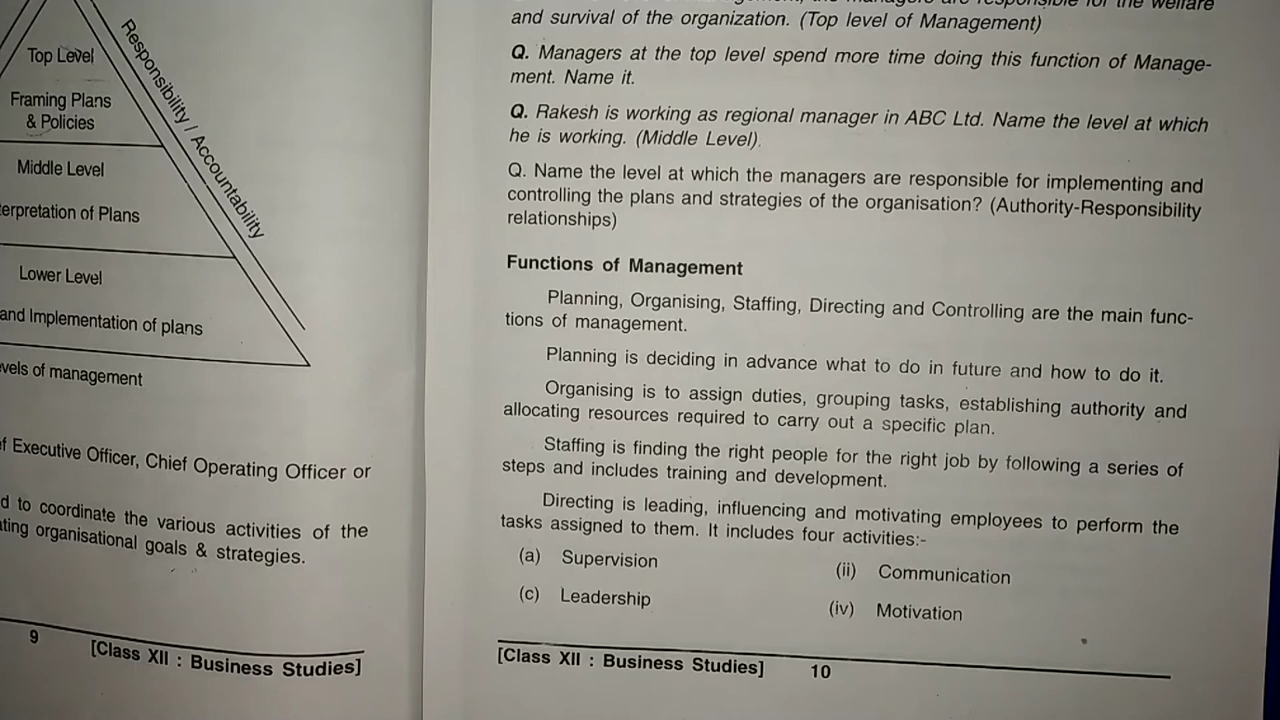 Top Level
Framing Plans
& Policies
Middle Level
erpretation of Plans
Lower Level
and Implementation of plans
Responsibility / Accountability
vels of management
f Executive Officer, Chief Operating Officer or
d to coordinate the various activities of the
ating organisational goals & strategies.
9 [Class XII : Business Studies]
responsible for the welfare
and survival of the organization. (Top level of Management)
Q. Managers at the top level spend more time doing this function of Manage-
ment. Name it.
Q. Rakesh is working as regional manager in ABC Ltd. Name the level at which
he is working. (Middle Level).
Q. Name the level at which the managers are responsible for implementing and
controlling the plans and strategies of the organisation? (Authority-Responsibility
relationships)
Functions of Management
Planning, Organising, Staffing, Directing and Controlling are the main func-
tions of management.
Planning is deciding in advance what to do in future and how to do it.
Organising is to assign duties, grouping tasks, establishing authority and
allocating resources required to carry out a specific plan.
Staffing is finding the right people for the right job by following a series of
steps and includes training and development.
Directing is leading, influencing and motivating employees to perform the
tasks assigned to them. It includes four activities:-
(a) Supervision (ii) Communication
(c) Leadership (iv) Motivation
[Class XII : Business Studies] 10